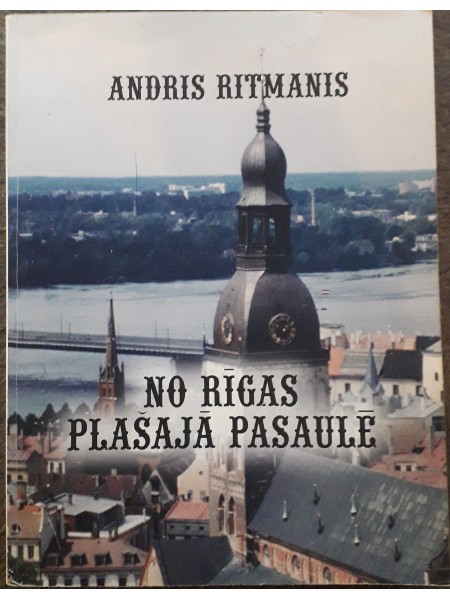 ANDRIS RITMANIS
NO RĪGAS
PLAŠAJĀ PASAULĒ